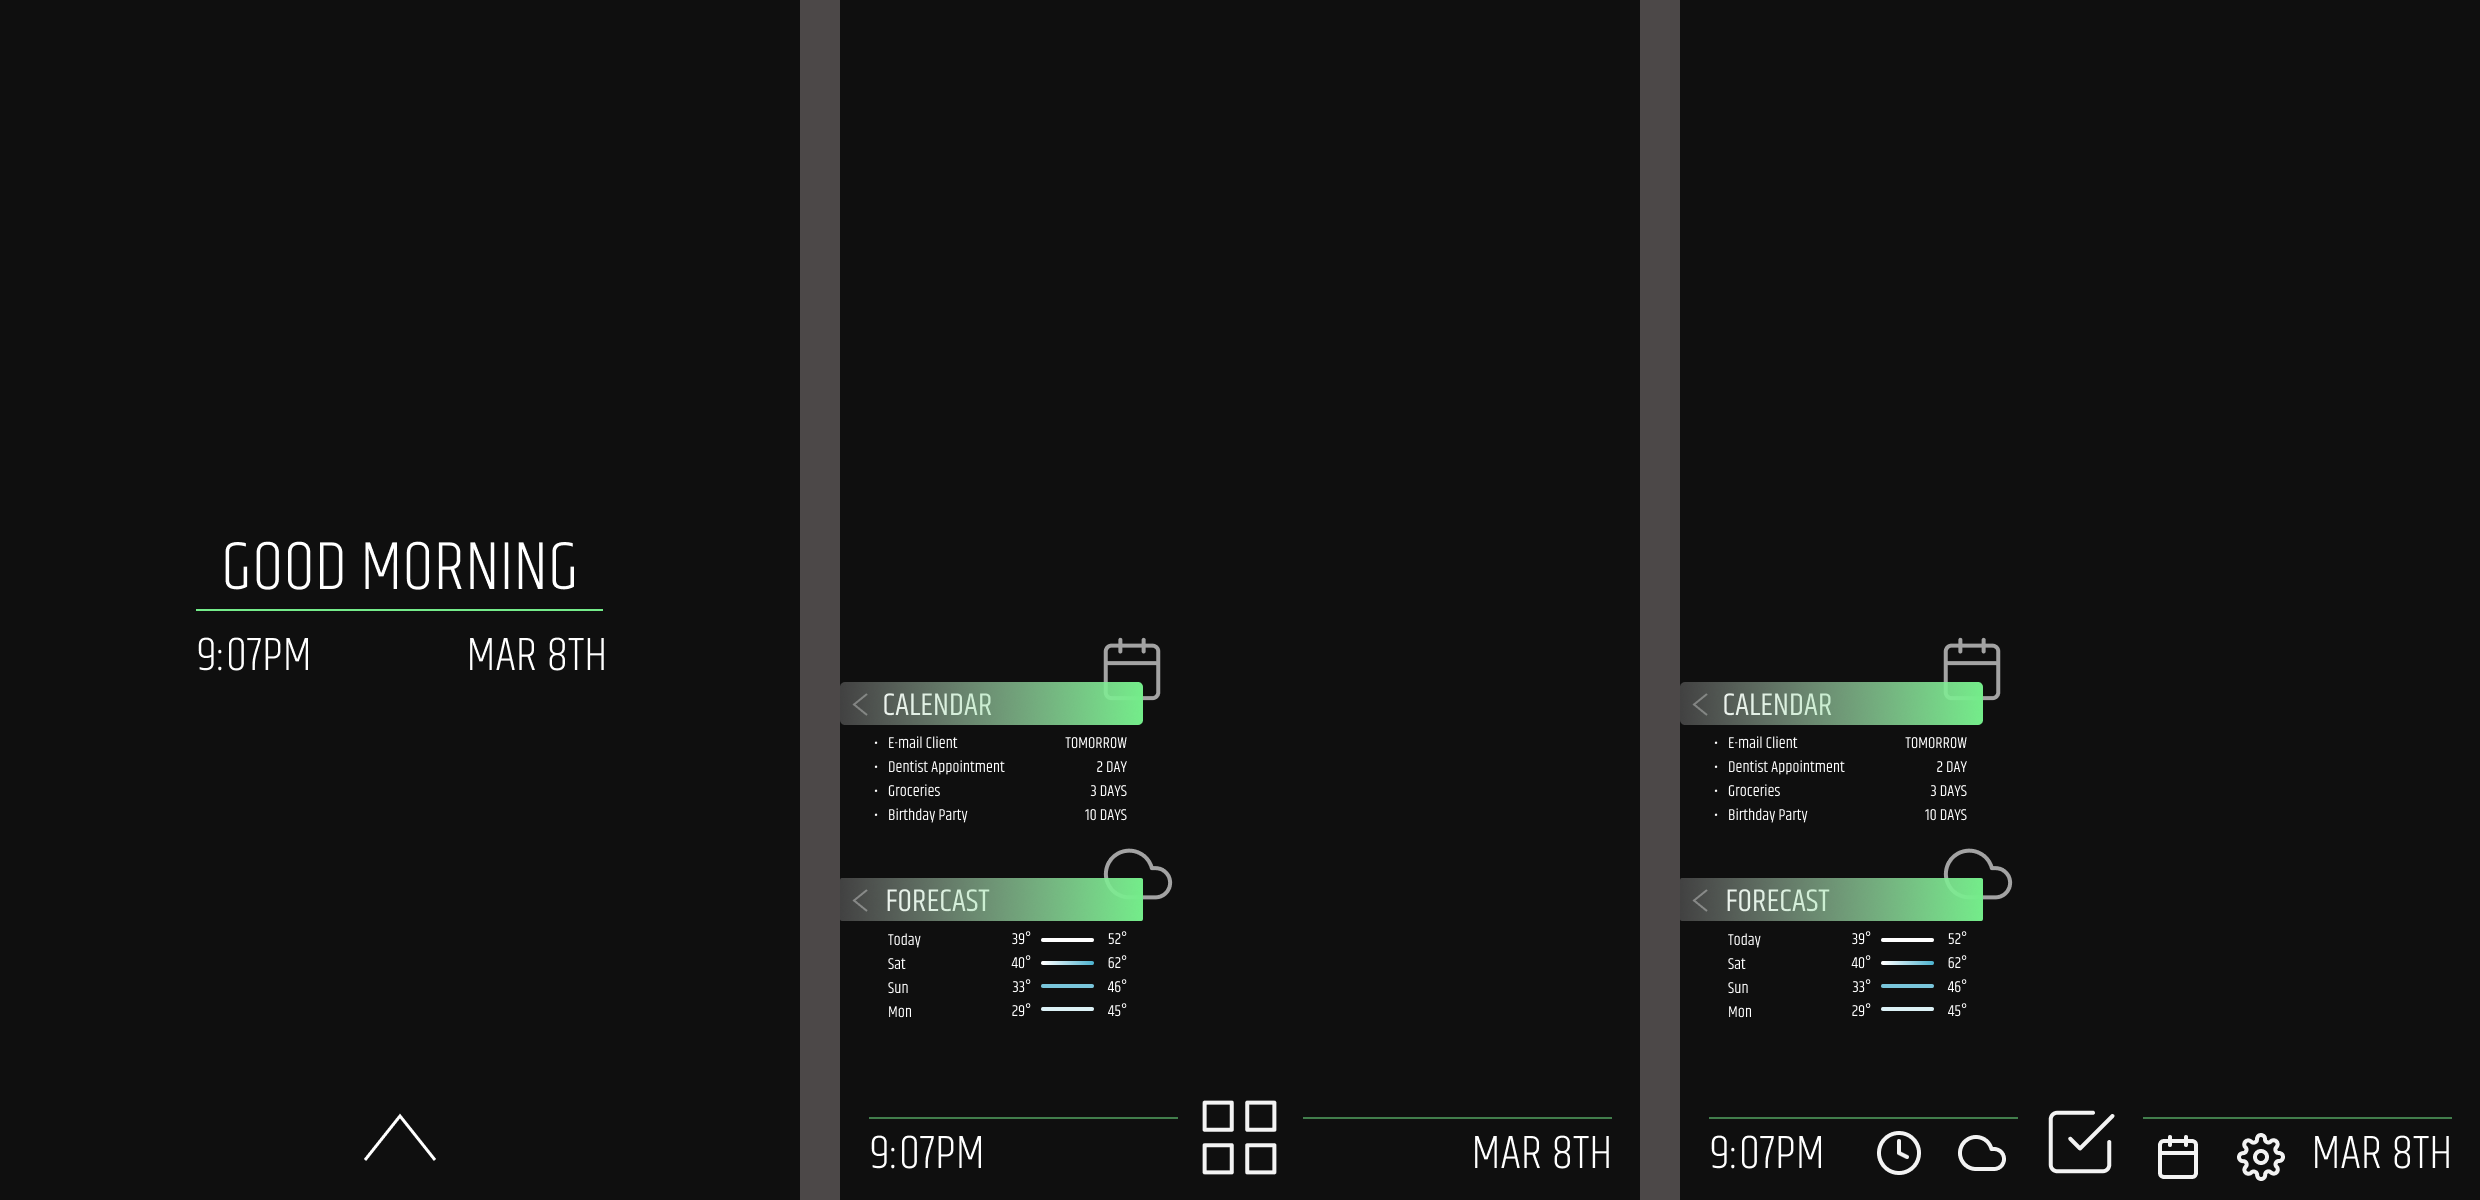 GOOD MORNING
9:07PM MAR 8TH
CALENDAR
• E-mail Client TOMORROW
• Dentist Appointment 2 DAY
• Groceries 3 DAYS
• Birthday Party 10 DAYS
FORECAST
Today 39° 52°
Sat 40° 62°
Sun 33° 46°
Mon 29° 45°
9:07PM MAR 8TH
CALENDAR
• E-mail Client TOMORROW
• Dentist Appointment 2 DAY
• Groceries 3 DAYS
• Birthday Party 10 DAYS
FORECAST
Today 39° 52°
Sat 40° 62°
Sun 33° 46°
Mon 29° 45°
9:07PM MAR 8TH